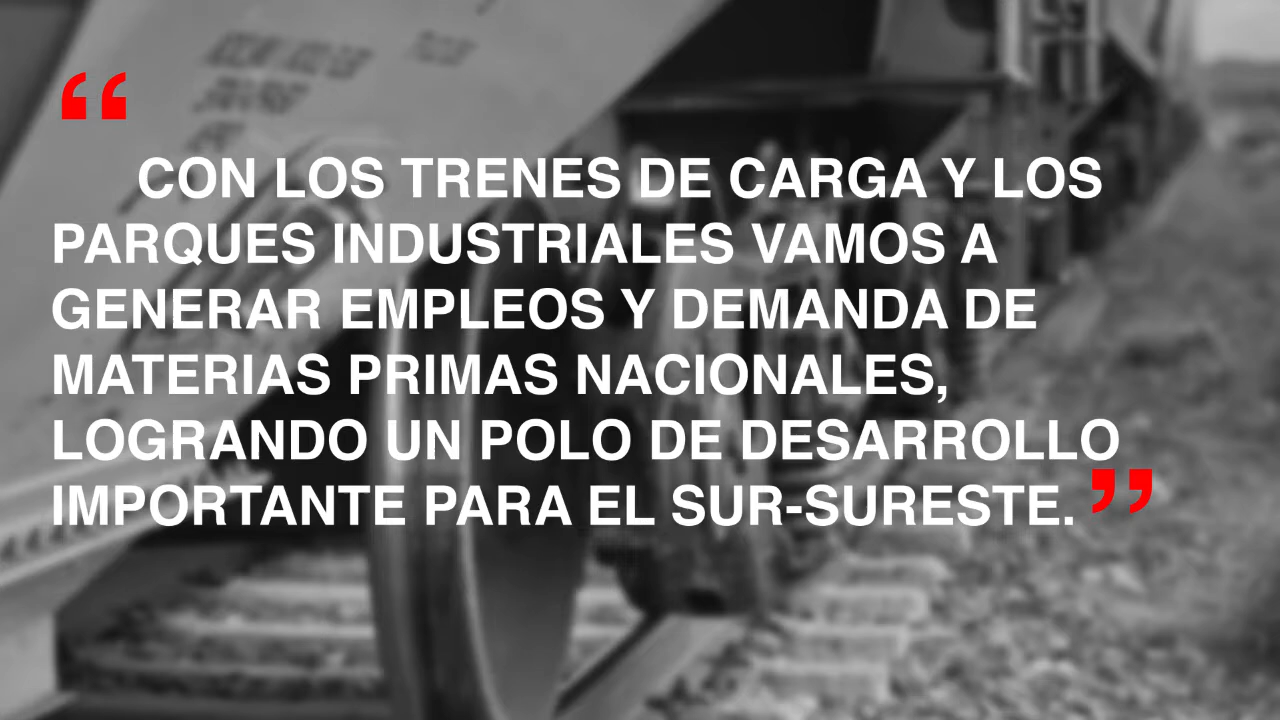 “
CON LOS TRENES DE CARGA Y LOS
PARQUES INDUSTRIALES VAMOS A
GENERAR EMPLEOS Y DEMANDA DE
MATERIAS PRIMAS NACIONALES,
LOGRANDO UN POLO DE DESARROLLO
IMPORTANTE PARA EL SUR-SURESTE. ”